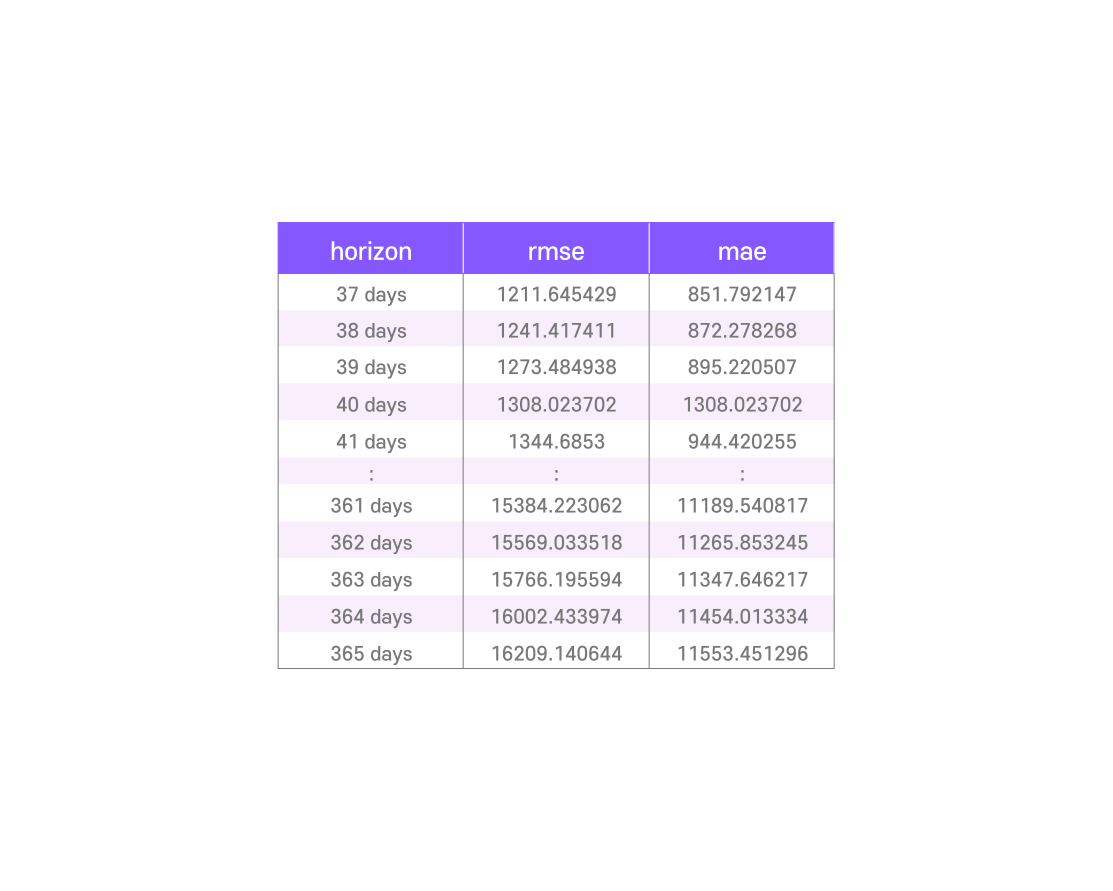 horizon rmse mae
37 days 1211.645429 851.792147
38 days 1241.417411 872.278268
39 days 1273.484938 895.220507
40 days 1308.023702 1308.023702
41 days 1344.6853 944.420255
: : :
361 days 15384.223062 11189.540817
362 days 15569.033518 11265.853245
363 days 15766.195594 11347.646217
364 days 16002.433974 11454.013334
365 days 16209.140644 11553.451296